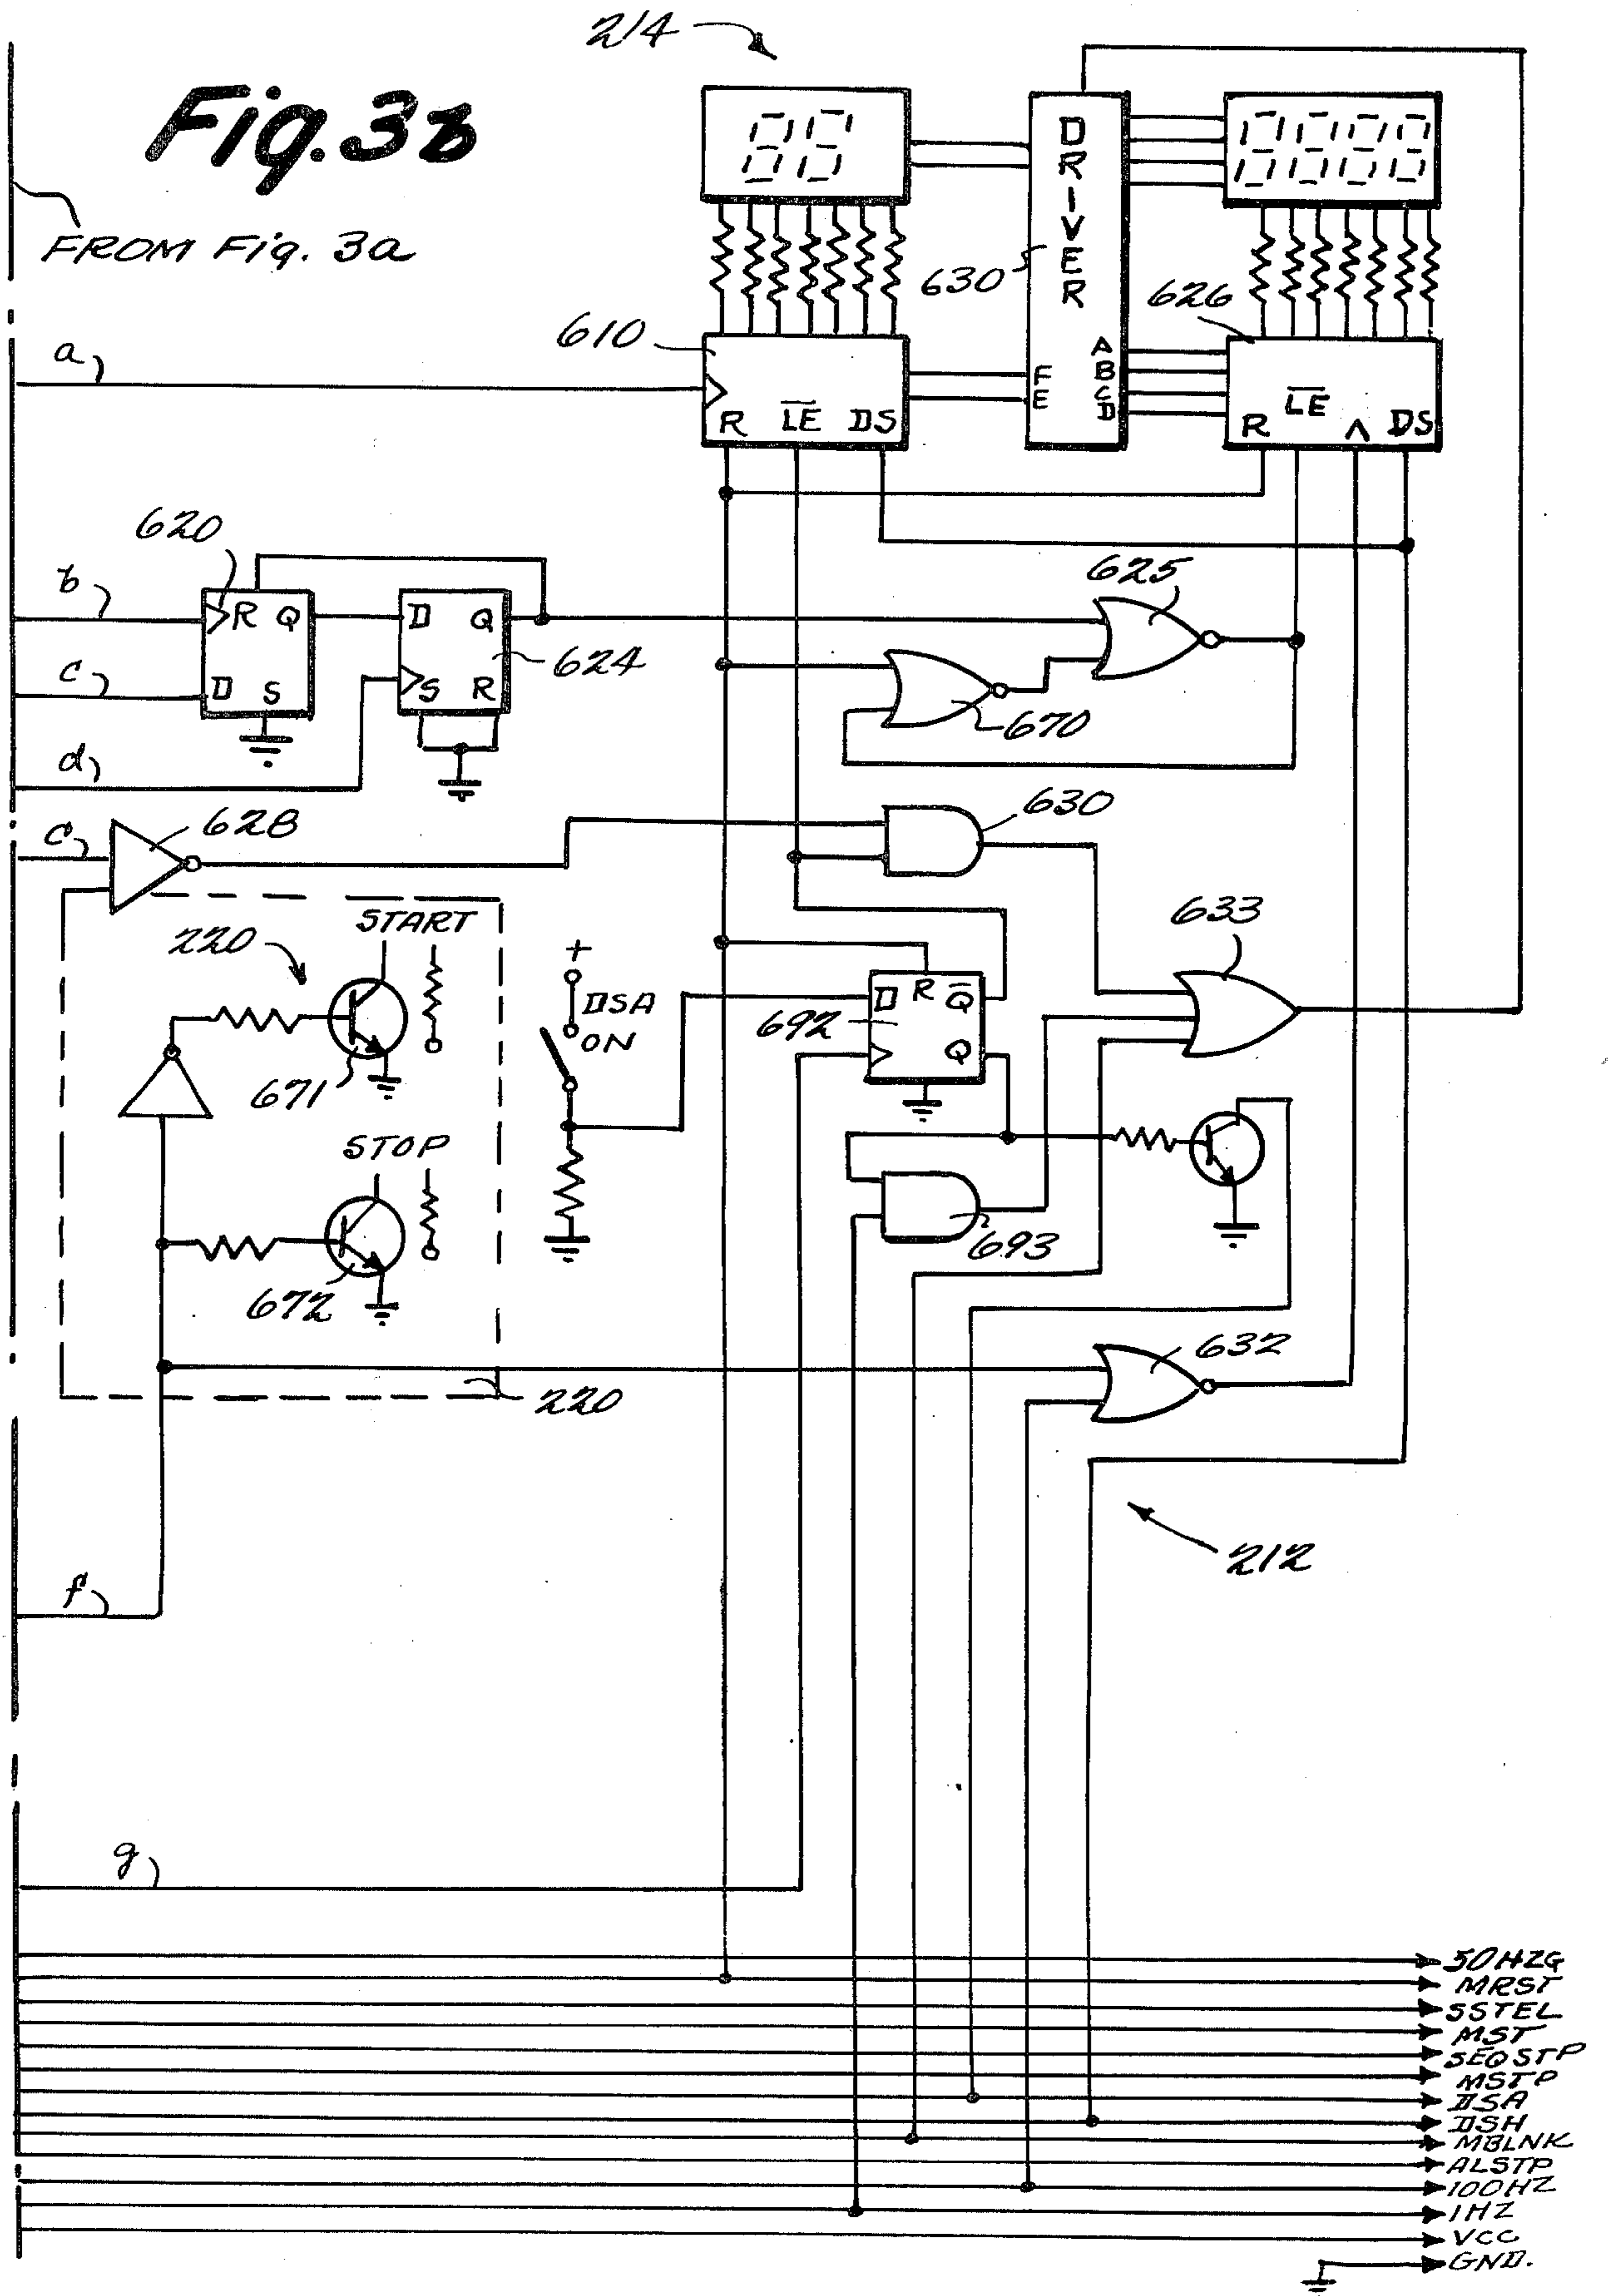 214
Fig. 3b
FROM Fig. 3a
DRIVER
630
626
610
a
A
F B
E C
D
R LE DS
R LE Λ DS
620
625
b
R Q
D Q
624
c
D S
S R
670
d
630
628
e
START
633
220
+
DSA
ON
D R Q
692
Q
671
STOP
693
672
632
220
212
f
g
50HZG
MRST
SSTEL
MST
SEQSTP
MSTP
DSA
DSH
MBLNK
ALSTP
100HZ
1HZ
VCC
GND.